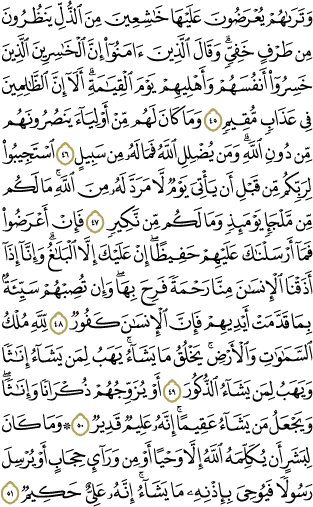 وَتَرَىٰهُمْ يُعْرَضُونَ عَلَيْهَا خَٰشِعِينَ مِنَ ٱلذُّلِّ يَنظُرُونَ
مِن طَرْفٍ خَفِىٍّ ۗ وَقَالَ ٱلَّذِينَ ءَامَنُوٓا۟ إِنَّ ٱلْخَٰسِرِينَ ٱلَّذِينَ
خَسِرُوٓا۟ أَنفُسَهُمْ وَأَهْلِيهِمْ يَوْمَ ٱلْقِيَٰمَةِ ۗ أَلَآ إِنَّ ٱلظَّٰلِمِينَ
فِى عَذَابٍ مُّقِيمٍ ٤٥ وَمَا كَانَ لَهُم مِّنْ أَوْلِيَآءَ يَنصُرُونَهُم
مِّن دُونِ ٱللَّهِ ۗ وَمَن يُضْلِلِ ٱللَّهُ فَمَا لَهُۥ مِن سَبِيلٍ ٤٦ ٱسْتَجِيبُوا۟
لِرَبِّكُم مِّن قَبْلِ أَن يَأْتِىَ يَوْمٌ لَّا مَرَدَّ لَهُۥ مِنَ ٱللَّهِ ۚ مَا لَكُم
مِّن مَّلْجَإٍ يَوْمَئِذٍ وَمَا لَكُم مِّن نَّكِيرٍ ٤٧ فَإِنْ أَعْرَضُوا۟
فَمَآ أَرْسَلْنَٰكَ عَلَيْهِمْ حَفِيظًا ۖ إِنْ عَلَيْكَ إِلَّا ٱلْبَلَٰغُ ۗ وَإِنَّآ إِذَآ
أَذَقْنَا ٱلْإِنسَٰنَ مِنَّا رَحْمَةً فَرِحَ بِهَا ۖ وَإِن تُصِبْهُمْ سَيِّئَةٌۢ
بِمَا قَدَّمَتْ أَيْدِيهِمْ فَإِنَّ ٱلْإِنسَٰنَ كَفُورٌ ٤٨ لِّلَّهِ مُلْكُ
ٱلسَّمَٰوَٰتِ وَٱلْأَرْضِ ۚ يَخْلُقُ مَا يَشَآءُ ۚ يَهَبُ لِمَن يَشَآءُ إِنَٰثًا
وَيَهَبُ لِمَن يَشَآءُ ٱلذُّكُورَ ٤٩ أَوْ يُزَوِّجُهُمْ ذُكْرَانًا وَإِنَٰثًا ۖ
وَيَجْعَلُ مَن يَشَآءُ عَقِيمًا ۚ إِنَّهُۥ عَلِيمٌ قَدِيرٌ ٥٠ ۞ وَمَا كَانَ
لِبَشَرٍ أَن يُكَلِّمَهُ ٱللَّهُ إِلَّا وَحْيًا أَوْ مِن وَرَآئِ حِجَابٍ أَوْ يُرْسِلَ
رَسُولًا فَيُوحِىَ بِإِذْنِهِۦ مَا يَشَآءُ ۚ إِنَّهُۥ عَلِىٌّ حَكِيمٌ ٥١